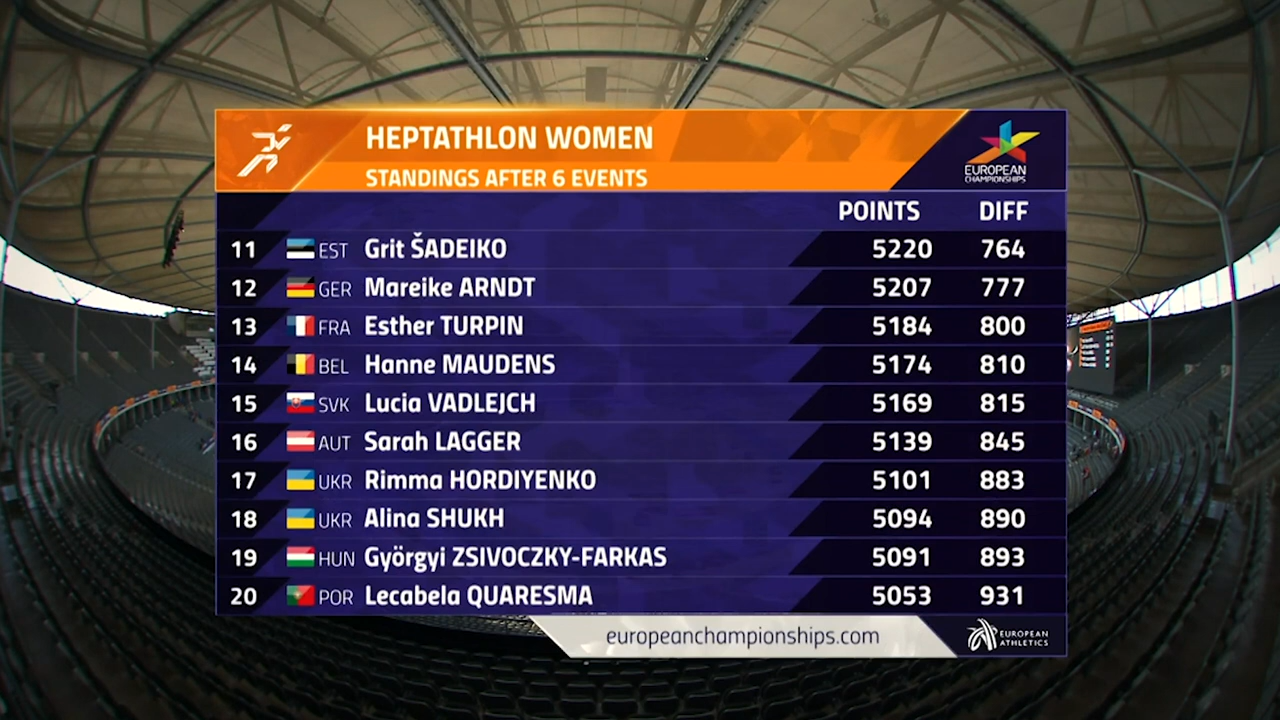 HEPTATHLON WOMEN
STANDINGS AFTER 6 EVENTS
EUROPEAN
CHAMPIONSHIPS
POINTS DIFF
11 EST Grit ŠADEIKO 5220 764
12 GER Mareike ARNDT 5207 777
13 FRA Esther TURPIN 5184 800
14 BEL Hanne MAUDENS 5174 810
15 SVK Lucia VADLEJCH 5169 815
16 AUT Sarah LAGGER 5139 845
17 UKR Rimma HORDIYENKO 5101 883
18 UKR Alina SHUKH 5094 890
19 HUN Györgyi ZSIVOCZKY-FARKAS 5091 893
20 POR Lecabela QUARESMA 5053 931
europeanchampionships.com
EUROPEAN
ATHLETICS